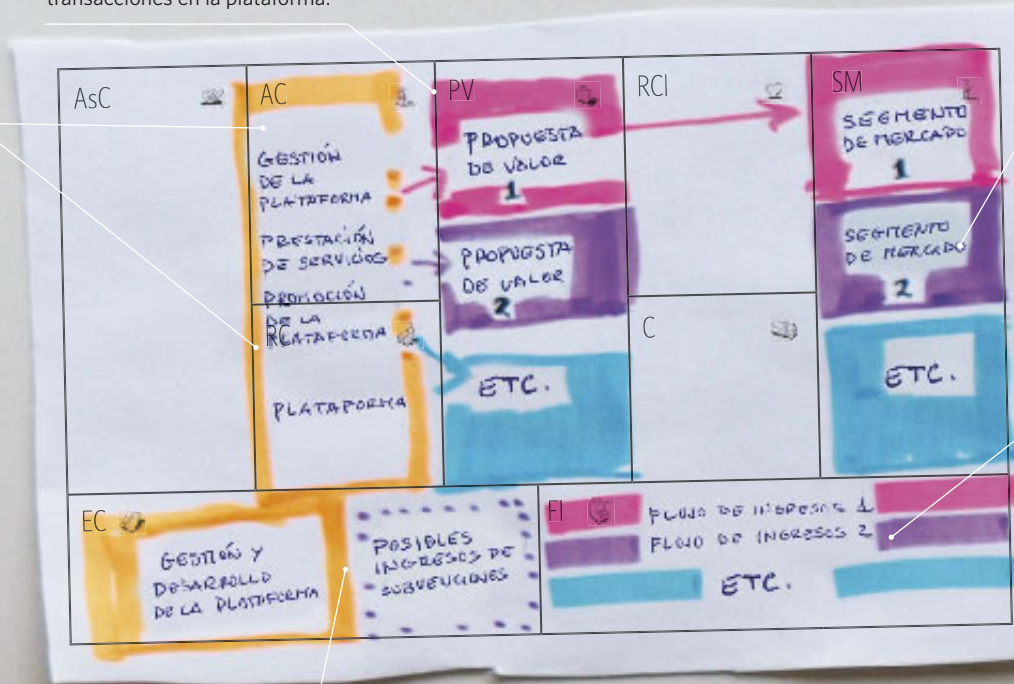 transacciones en la plataforma.
AsC
AC
PV
RCl
SM
GESTIÓN
DE LA
PLATAFORMA
PRESTACIÓN
DE SERVICIOS
PROMOCIÓN
DE LA
PLATAFORMA
PROPUESTA
DE VALOR
1
PROPUESTA
DE VALOR
2
ETC.
SEGMENTO
DE MERCADO
1
SEGMENTO
DE MERCADO
2
ETC.
RC
PLATAFORMA
C
EC
GESTIÓN Y
DESARROLLO
DE LA PLATAFORMA
POSIBLES
INGRESOS DE
SUBVENCIONES
FI
FLUJO DE INGRESOS 1
FLUJO DE INGRESOS 2
ETC.